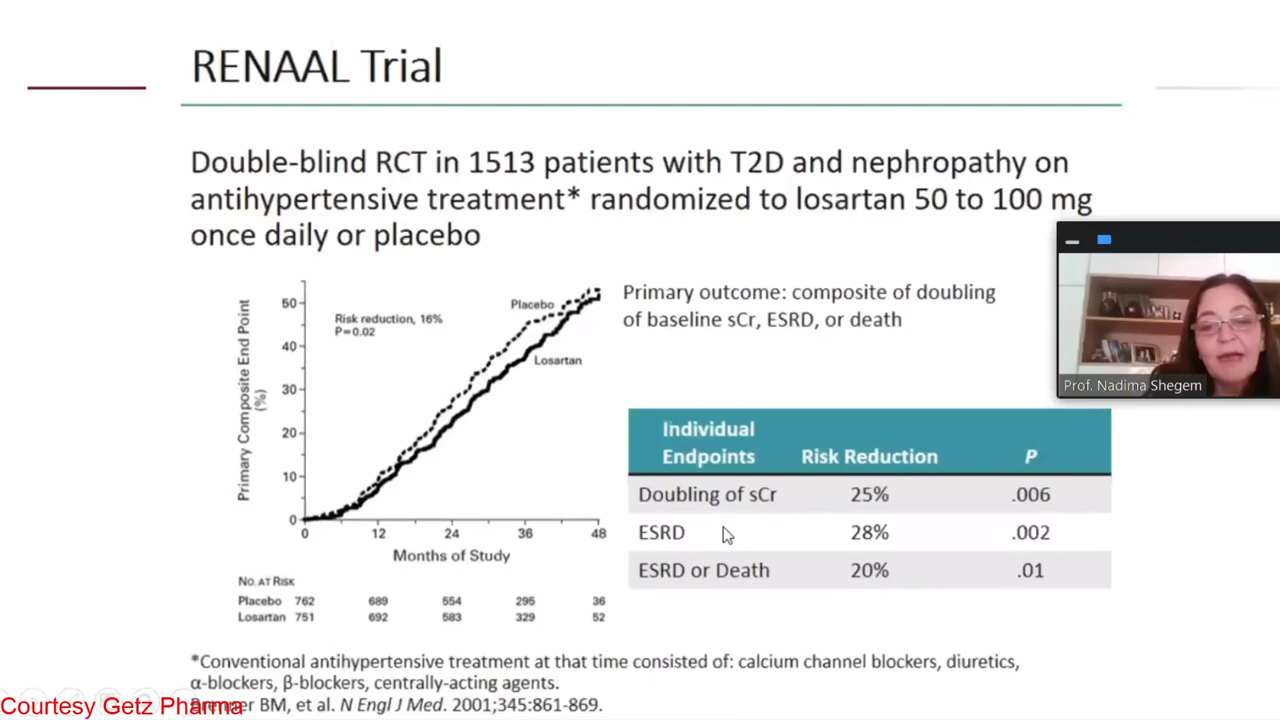 RENAAL Trial
Double-blind RCT in 1513 patients with T2D and nephropathy on
antihypertensive treatment* randomized to losartan 50 to 100 mg
once daily or placebo
Primary Composite End Point
(%)
50
40
30
20
10
0
Risk reduction, 16%
P=0.02
Placebo
Losartan
0 12 24 36 48
Months of Study
No. at Risk
Placebo 762 689 554 295 36
Losartan 751 692 583 329 52
Primary outcome: composite of doubling
of baseline sCr, ESRD, or death
Individual
Endpoints Risk Reduction P
Doubling of sCr 25% .006
ESRD 28% .002
ESRD or Death 20% .01
Prof. Nadima Shegem
*Conventional antihypertensive treatment at that time consisted of: calcium channel blockers, diuretics,
α-blockers, β-blockers, centrally-acting agents.
Brenner BM, et al. N Engl J Med. 2001;345:861-869.
Courtesy Getz Pharma